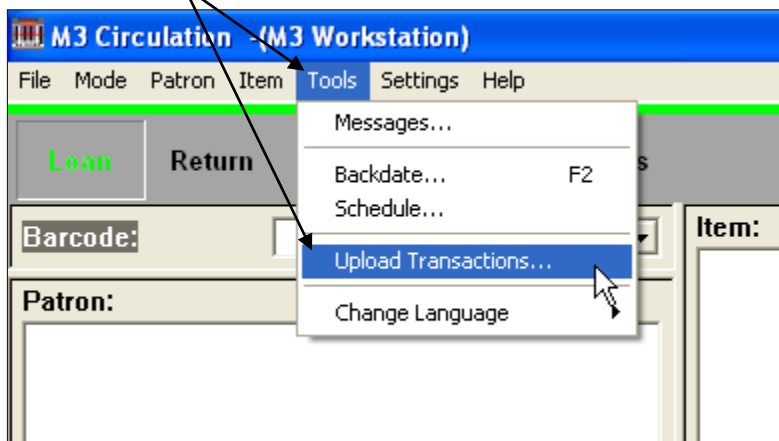 M3 Circulation -(M3 Workstation)
File Mode Patron Item Tools Settings Help
Messages...
Loan Return s
Backdate... F2
Schedule...
Barcode:
Item:
Upload Transactions...
Patron:
Change Language